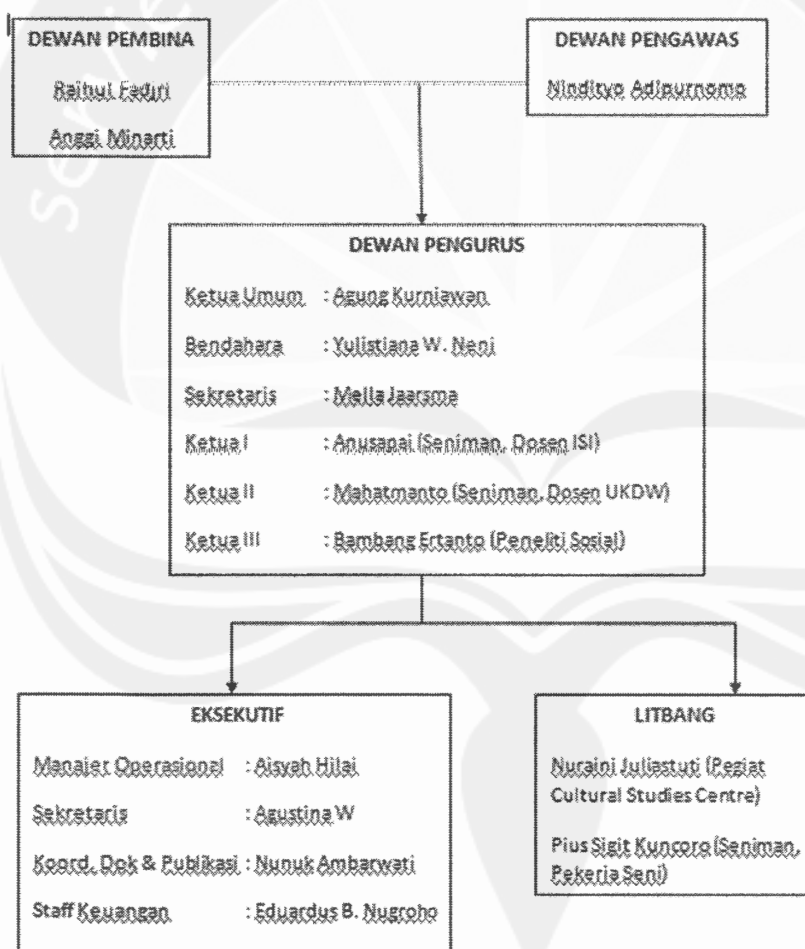 DEWAN PEMBINA
Raihul Fadjri
Anggi Minarti
DEWAN PENGAWAS
Nindityo Adipurnomo
DEWAN PENGURUS
Ketua Umum : Agung Kurniawan
Bendahara : Yulistiana W. Neni
Sekretaris : Mella Jaarsma
Ketua I : Anusapai (Seniman, Dosen ISI)
Ketua II : Mahatmanto (Seniman, Dosen UKDW)
Ketua III : Bambang Ertanto (Peneliti Sosial)
EKSEKUTIF
Manajer Operasional : Aisyah Hilai
Sekretaris : Agustina W
Koord. Dok & Publikasi : Nunuk Ambarwati
Staff Keuangan : Eduardus B. Nugroho
LITBANG
Nuraini Juliastuti (Pegiat
Cultural Studies Centre)
Pius Sigit Kuncoro (Seniman,
Pekerja Seni)